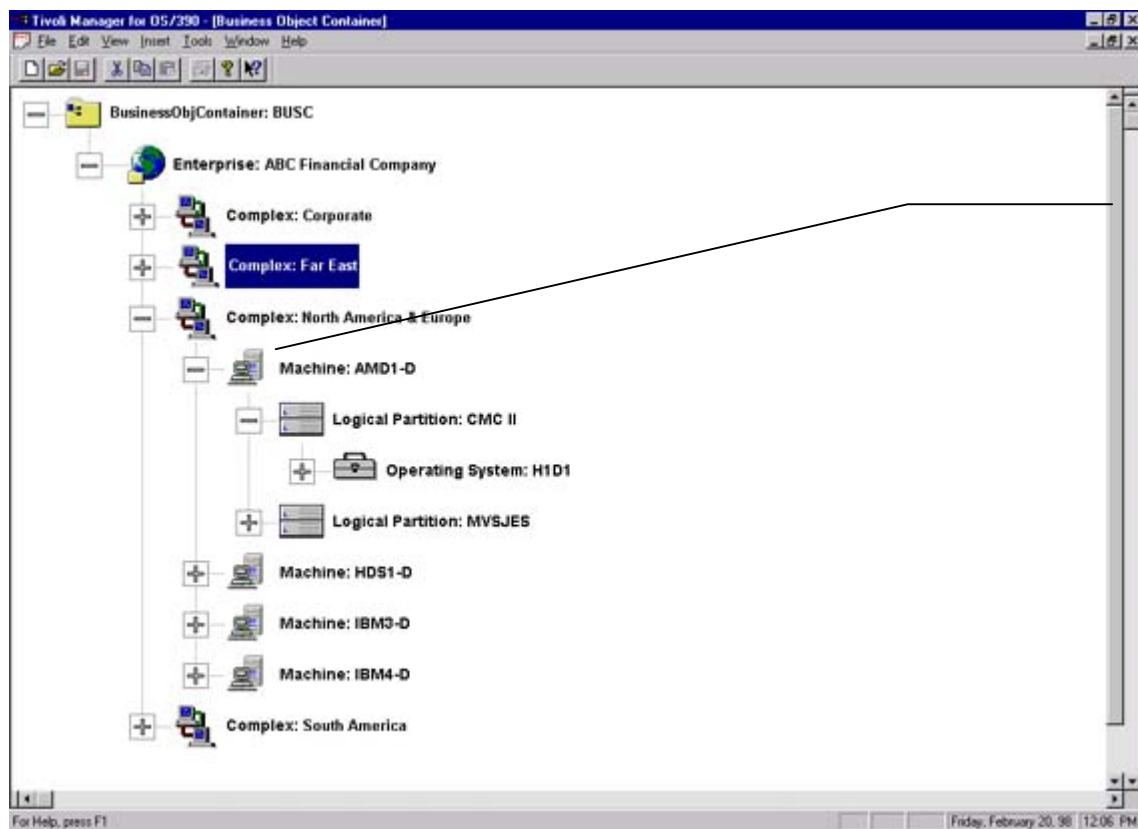 Tivoli Manager for OS/390 - [Business Object Container]
File Edit View Insert Tools Window Help
BusinessObjContainer: BUSC
Enterprise: ABC Financial Company
Complex: Corporate
Complex: Far East
Complex: North America & Europe
Machine: AMD1-D
Logical Partition: CMC II
Operating System: H1D1
Logical Partition: MVSJES
Machine: HDS1-D
Machine: IBM3-D
Machine: IBM4-D
Complex: South America
For Help, press F1
Friday, February 20, 98 12:06 PM